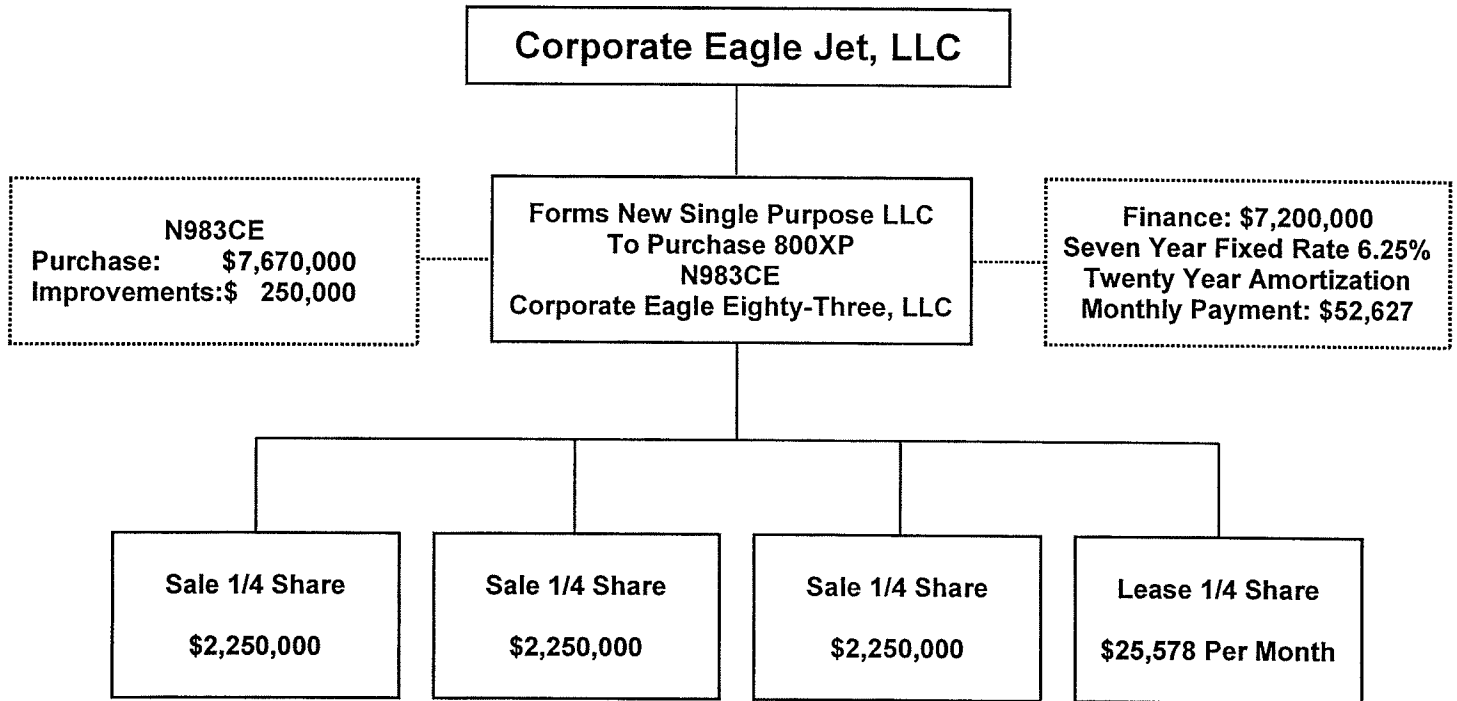 Corporate Eagle Jet, LLC
N983CE
Purchase: $7,670,000
Improvements:$ 250,000
Forms New Single Purpose LLC
To Purchase 800XP
N983CE
Corporate Eagle Eighty-Three, LLC
Finance: $7,200,000
Seven Year Fixed Rate 6.25%
Twenty Year Amortization
Monthly Payment: $52,627
Sale 1/4 Share
$2,250,000
Sale 1/4 Share
$2,250,000
Sale 1/4 Share
$2,250,000
Lease 1/4 Share
$25,578 Per Month